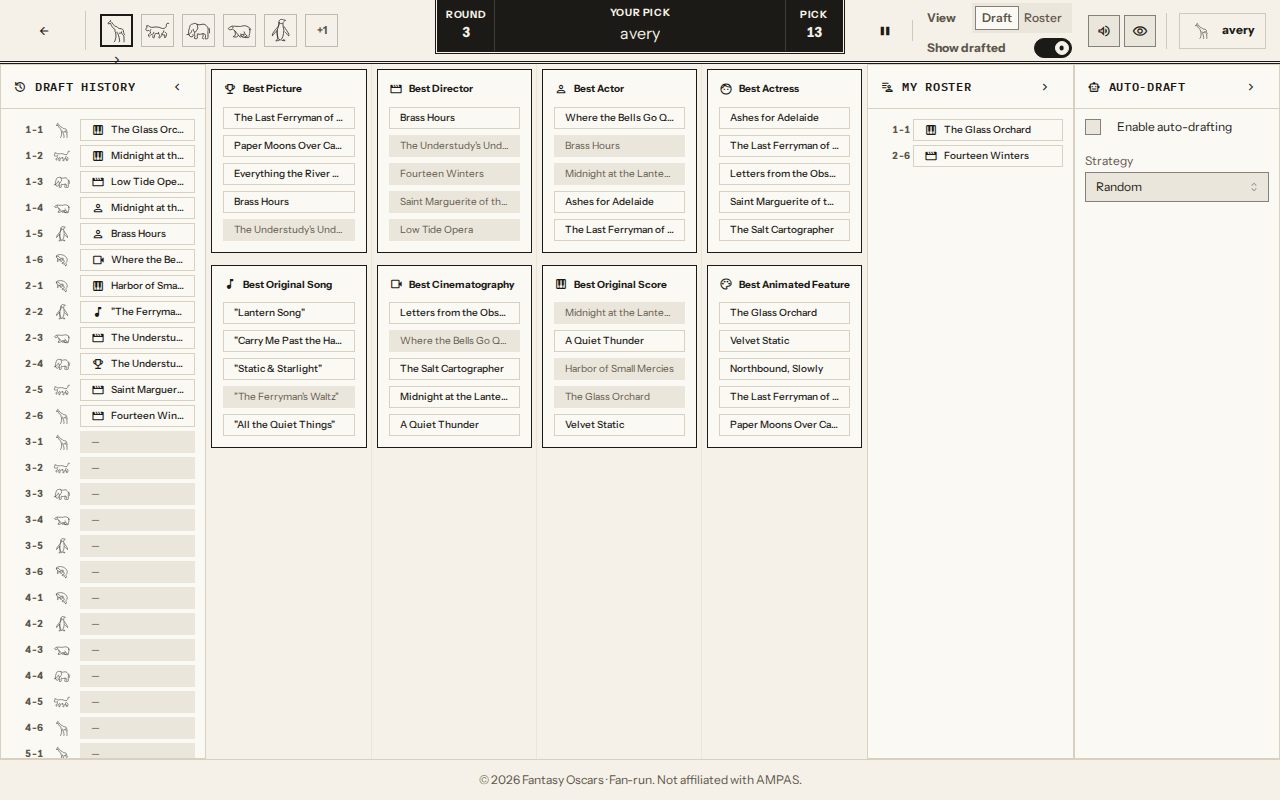 +1
ROUND
3
YOUR PICK
avery
PICK
13
View
Draft
Roster
Show drafted
avery
DRAFT HISTORY
1-1 The Glass Orc...
1-2 Midnight at th...
1-3 Low Tide Ope...
1-4 Midnight at th...
1-5 Brass Hours
1-6 Where the Be...
2-1 Harbor of Sma...
2-2 "The Ferryma...
2-3 The Understu...
2-4 The Understu...
2-5 Saint Marguer...
2-6 Fourteen Win...
3-1 —
3-2 —
3-3 —
3-4 —
3-5 —
3-6 —
4-1 —
4-2 —
4-3 —
4-4 —
4-5 —
4-6 —
5-1 —
Best Picture
The Last Ferryman of ...
Paper Moons Over Ca...
Everything the River ...
Brass Hours
The Understudy's Und...
Best Director
Brass Hours
The Understudy's Und...
Fourteen Winters
Saint Marguerite of th...
Low Tide Opera
Best Actor
Where the Bells Go Q...
Brass Hours
Midnight at the Lante...
Ashes for Adelaide
The Last Ferryman of ...
Best Actress
Ashes for Adelaide
The Last Ferryman of ...
Letters from the Obs...
Saint Marguerite of t...
The Salt Cartographer
Best Original Song
"Lantern Song"
"Carry Me Past the Ha...
"Static & Starlight"
"The Ferryman's Waltz"
"All the Quiet Things"
Best Cinematography
Letters from the Obs...
Where the Bells Go Q...
The Salt Cartographer
Midnight at the Lante...
A Quiet Thunder
Best Original Score
Midnight at the Lante...
A Quiet Thunder
Harbor of Small Mercies
The Glass Orchard
Velvet Static
Best Animated Feature
The Glass Orchard
Velvet Static
Northbound, Slowly
The Last Ferryman of ...
Paper Moons Over Ca...
MY ROSTER
1-1 The Glass Orchard
2-6 Fourteen Winters
AUTO-DRAFT
Enable auto-drafting
Strategy
Random
© 2026 Fantasy Oscars · Fan-run. Not affiliated with AMPAS.